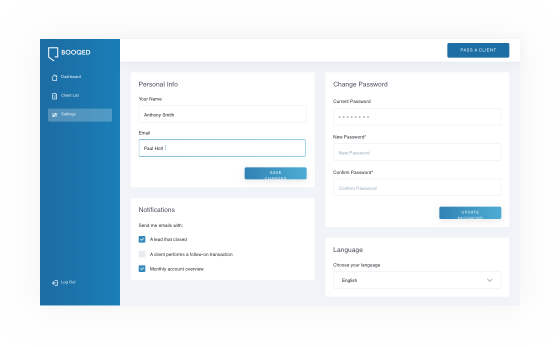 BOOQED
PASS A CLIENT
Dashboard
Client List
Settings
Log Out
Personal Info
Your Name
Anthony Smith
Email
Paul Holt
SAVE
CHANGES
Notifications
Send me emails with:
A lead that closed
A client performs a follow-on transaction
Monthly account overview
Change Password
Current Password
New Password*
New Password
Confirm Password*
Confirm Password
UPDATE
PASSWORD
Language
Choose your language
English